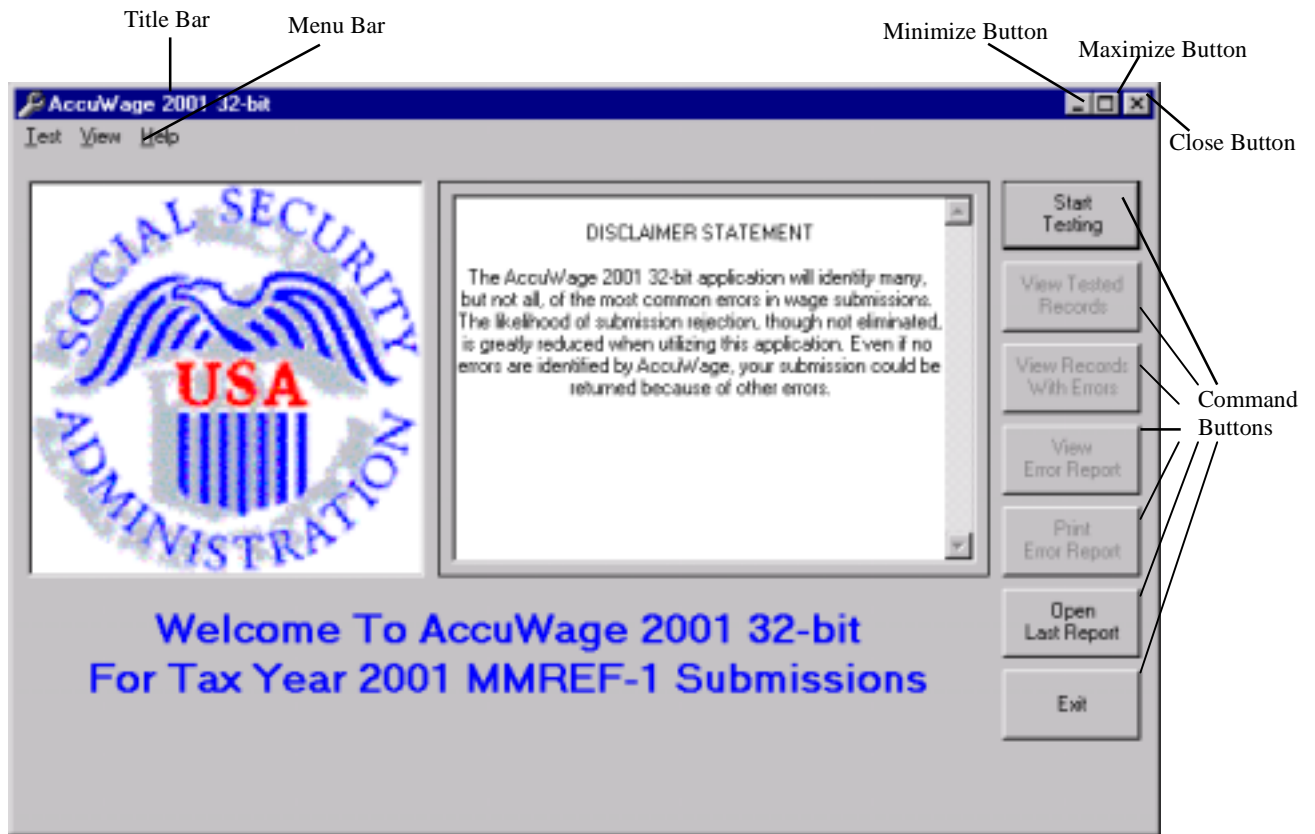 Title Bar
Menu Bar
Minimize Button
Maximize Button
AccuWage 2001 32-bit
Close Button
Test View Help
SOCIAL SECURITY
ADMINISTRATION
USA
DISCLAIMER STATEMENT
The AccuWage 2001 32-bit application will identify many,
but not all, of the most common errors in wage submissions.
The likelihood of submission rejection, though not eliminated,
is greatly reduced when utilizing this application. Even if no
errors are identified by AccuWage, your submission could be
returned because of other errors.
Start
Testing
View Tested
Records
View Records
With Errors
View
Error Report
Print
Error Report
Open
Last Report
Exit
Command
Buttons
Welcome To AccuWage 2001 32-bit
For Tax Year 2001 MMREF-1 Submissions